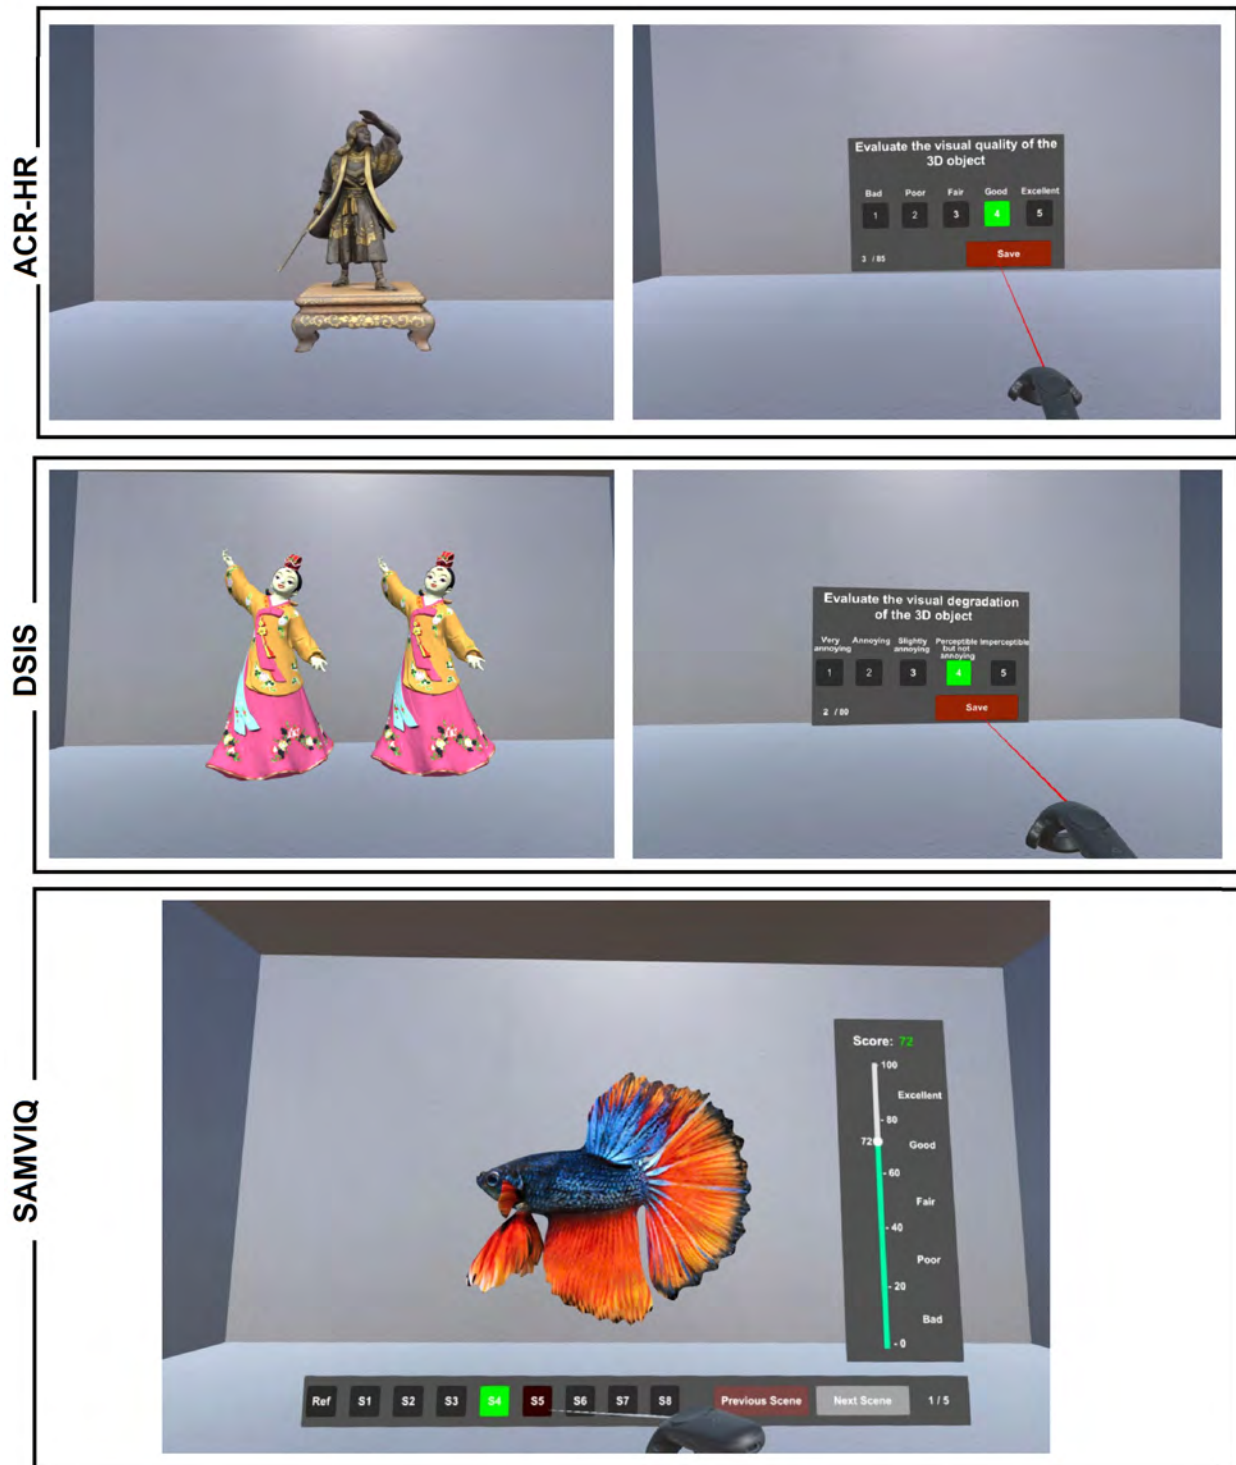 ACR-HR
Evaluate the visual quality of the
3D object
Bad Poor Fair Good Excellent
1 2 3 4 5
3 / 85
Save
DSIS
Evaluate the visual degradation
of the 3D object
Very
annoying
Annoying
Slightly
annoying
Perceptible
but not
annoying
Imperceptible
1 2 3 4 5
2 / 80
Save
SAMVIQ
Score: 72
100
Excellent
80
72
Good
60
Fair
40
Poor
20
Bad
0
Ref S1 S2 S3 S4 S5 S6 S7 S8 Previous Scene Next Scene 1 / 5